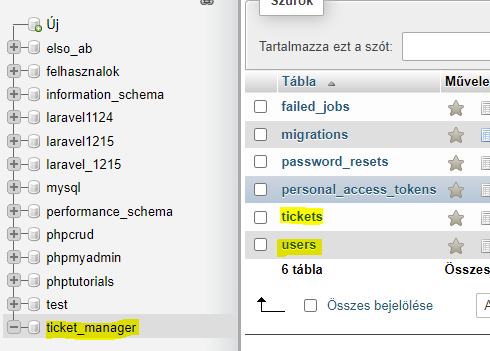 Új
elso_ab
felhasznalok
information_schema
laravel1124
laravel1215
laravel_1215
mysql
performance_schema
phpcrud
phpmyadmin
phptutorials
test
ticket_manager
Szűrők
Tartalmazza ezt a szót:
Tábla Művelet
failed_jobs
migrations
password_resets
personal_access_tokens
tickets
users
6 tábla Összes
Összes bejelölése A